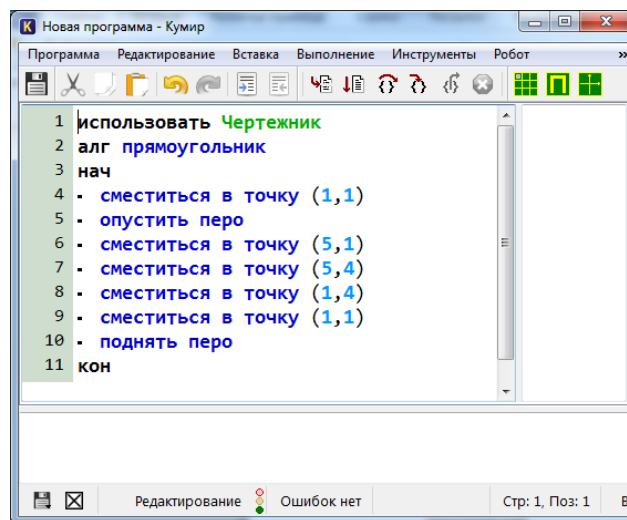 Новая программа - Кумир
Программа Редактирование Вставка Выполнение Инструменты Робот »
1 использовать Чертежник
2 алг прямоугольник
3 нач
4 сместиться в точку (1,1)
5 опустить перо
6 сместиться в точку (5,1)
7 сместиться в точку (5,4)
8 сместиться в точку (1,4)
9 сместиться в точку (1,1)
10 поднять перо
11 кон
Редактирование Ошибок нет Стр: 1, Поз: 1